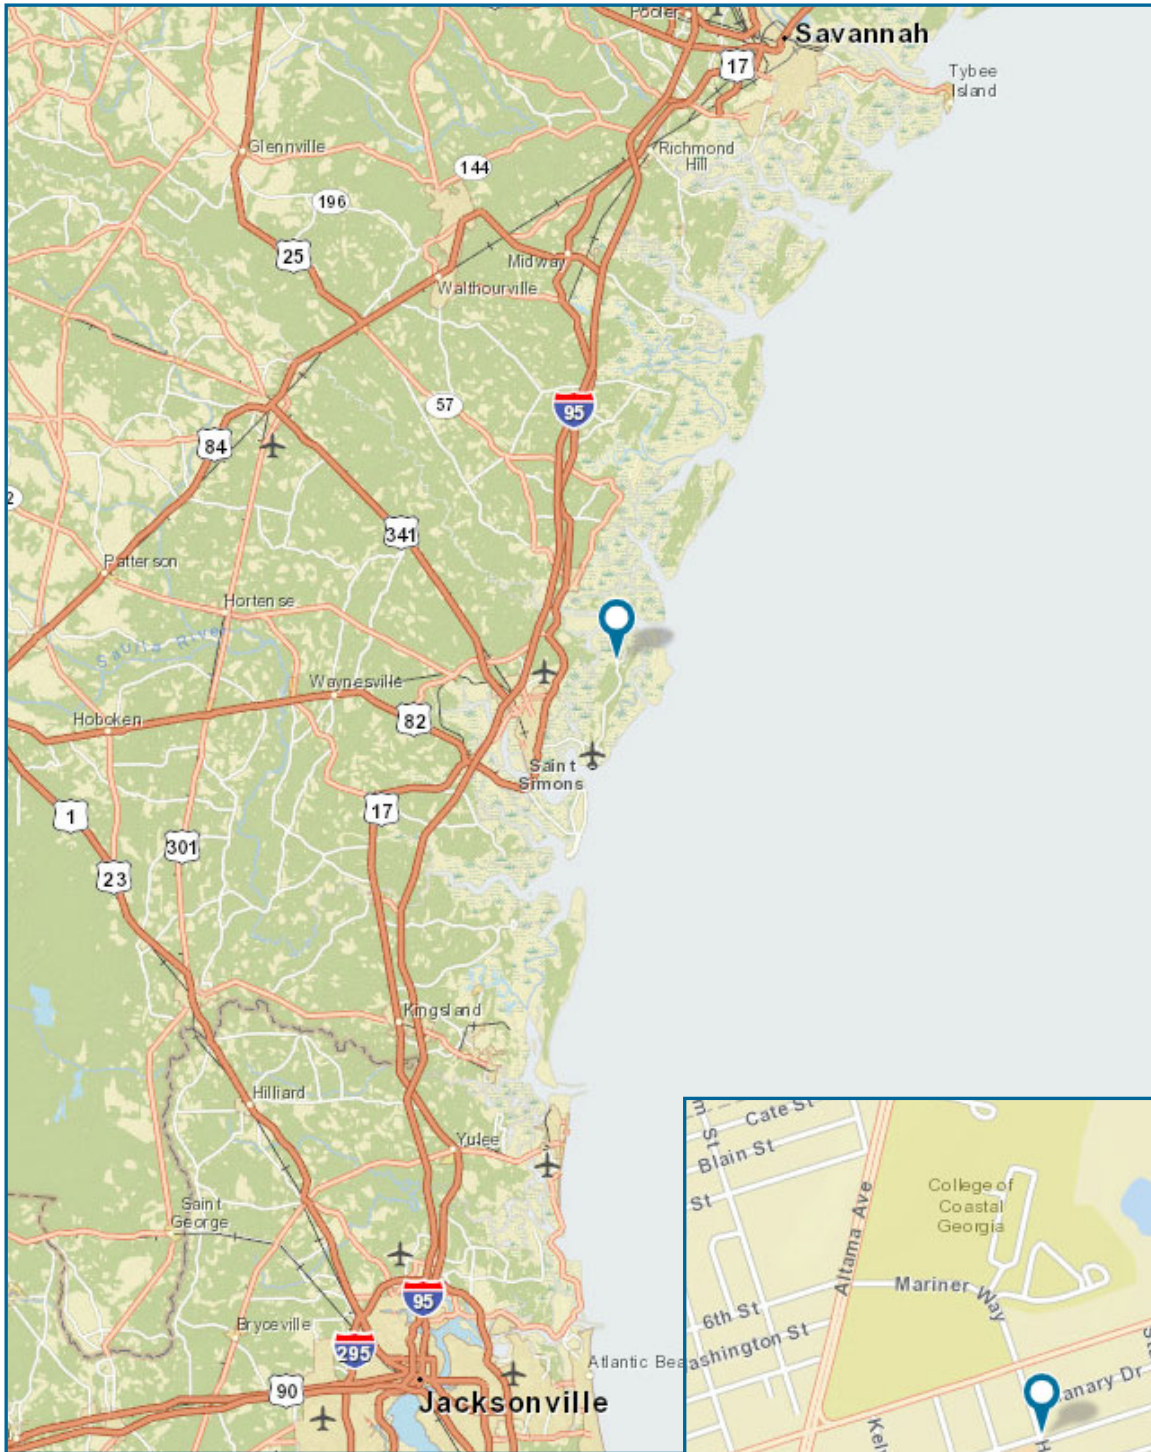 Pooler
Savannah
17
Tybee
Island
Glennville
144
Richmond
Hill
196
25
Midway
Walthourville
57
95
84
2
341
Patterson
Hortense
Satilla River
Waynesville
Hoboken
82
Saint
Simons
1
17
301
23
Kingsland
Hilliard
Yulee
Saint
George
95
Bryceville
295
Atlantic Bea
90
Jacksonville
m St
Cate St
Blain St
St
College of
Coastal
Georgia
Altama Ave
Mariner Way
6th St
ashington St
anary Dr
Kel
H